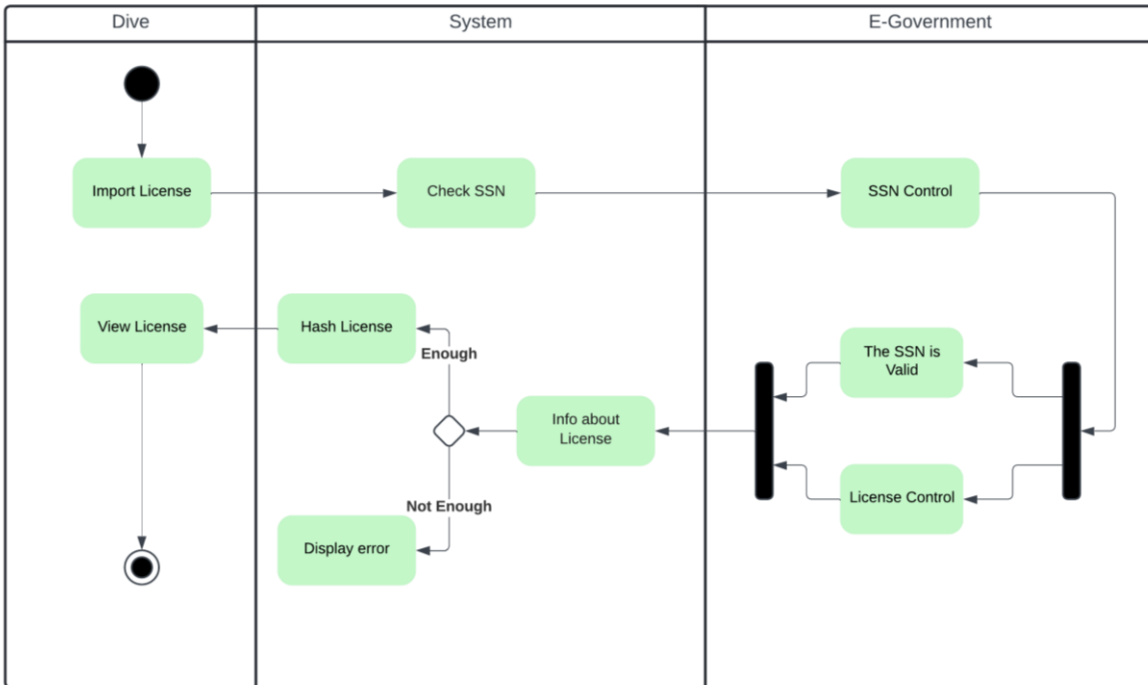 Dive
System
E-Government
Import License
Check SSN
SSN Control
View License
Hash License
Enough
The SSN is
Valid
Info about
License
Not Enough
License Control
Display error